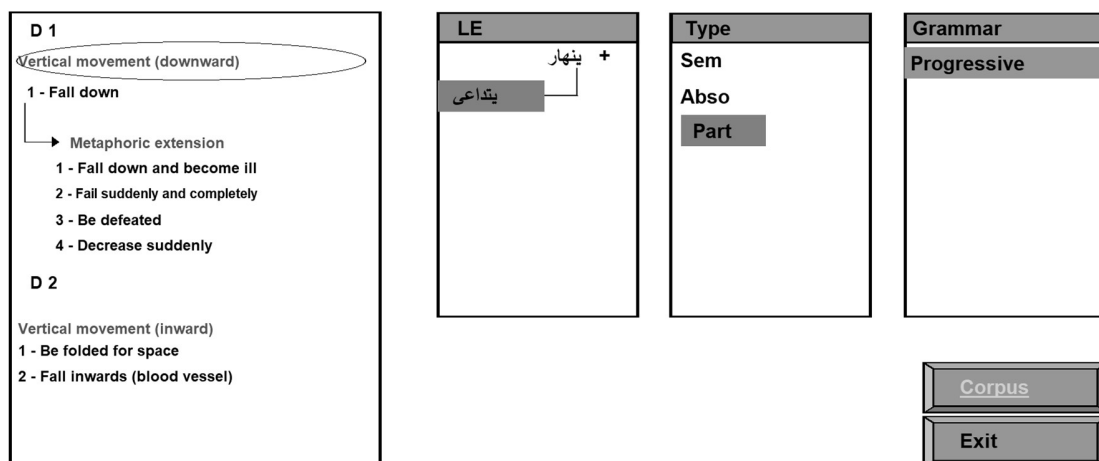 D 1
Vertical movement (downward)
1 - Fall down
Metaphoric extension
1 - Fall down and become ill
2 - Fail suddenly and completely
3 - Be defeated
4 - Decrease suddenly
D 2
Vertical movement (inward)
1 - Be folded for space
2 - Fall inwards (blood vessel)
LE
ينهار +
يتداعى
Type
Sem
Abso
Part
Grammar
Progressive
Corpus
Exit